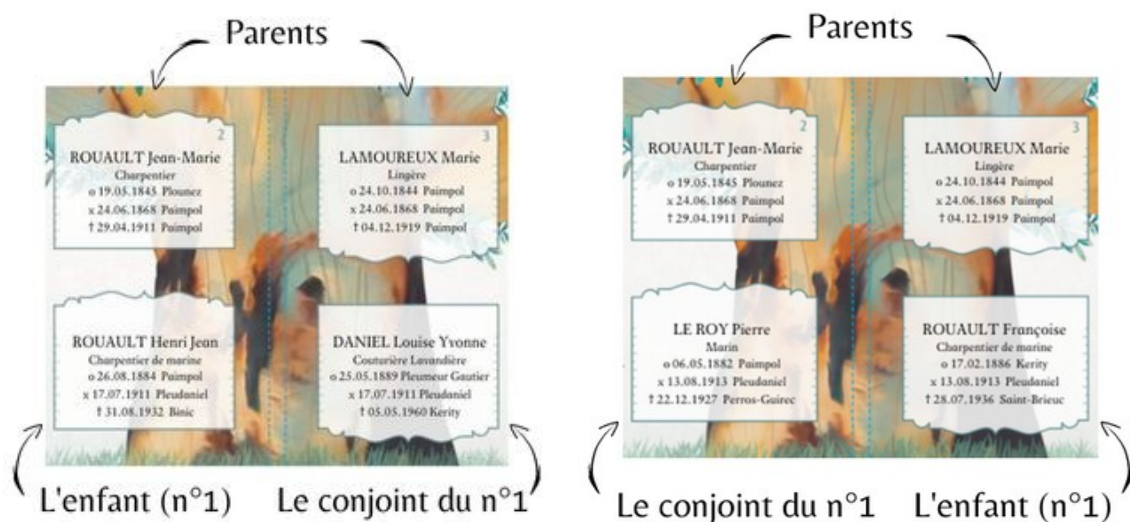 Parents
2
ROUAULT Jean-Marie
Charpentier
o 19.05.1845 Plounez
x 24.06.1868 Paimpol
† 29.04.1911 Paimpol
3
LAMOUREUX Marie
Lingère
o 24.10.1844 Paimpol
x 24.06.1868 Paimpol
† 04.12.1919 Paimpol
ROUAULT Henri Jean
Charpentier de marine
o 26.08.1884 Paimpol
x 17.07.1911 Pleudaniel
† 31.08.1932 Binic
DANIEL Louise Yvonne
Couturière Lavandière
o 25.05.1889 Pleumeur Gautier
x 17.07.1911 Pleudaniel
† 05.05.1960 Kerity
L'enfant (n°1)
Le conjoint du n°1
Parents
2
ROUAULT Jean-Marie
Charpentier
o 19.05.1845 Plounez
x 24.06.1868 Paimpol
† 29.04.1911 Paimpol
3
LAMOUREUX Marie
Lingère
o 24.10.1844 Paimpol
x 24.06.1868 Paimpol
† 04.12.1919 Paimpol
LE ROY Pierre
Marin
o 06.05.1882 Paimpol
x 13.08.1913 Pleudaniel
† 22.12.1927 Perros-Guirec
ROUAULT Françoise
Charpentier de marine
o 17.02.1886 Kerity
x 13.08.1913 Pleudaniel
† 28.07.1936 Saint-Brieuc
Le conjoint du n°1
L'enfant (n°1)